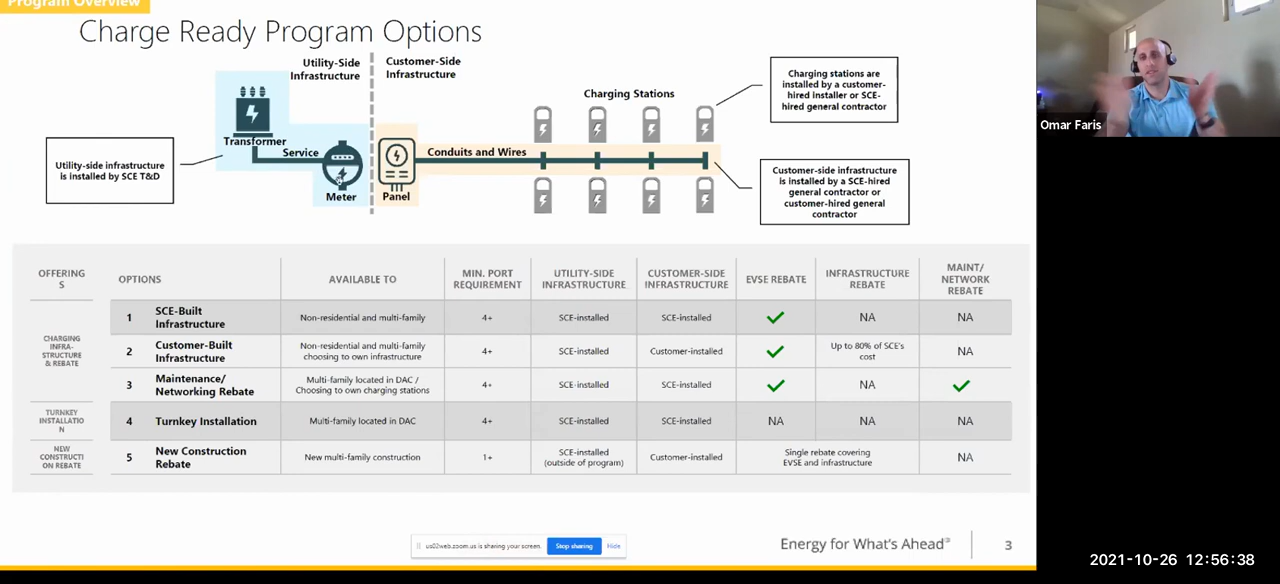 Program Overview
Charge Ready Program Options
Utility-Side
Infrastructure
Customer-Side
Infrastructure
Charging Stations
Charging stations are
installed by a customer-
hired installer or SCE-
hired general contractor
Omar Faris
Transformer
Service
Conduits and Wires
Utility-side infrastructure
is installed by SCE T&D
Meter
Panel
Customer-side infrastructure
is installed by a SCE-hired
general contractor or
customer-hired general
contractor
OFFERING
S
OPTIONS
AVAILABLE TO
MIN. PORT
REQUIREMENT
UTILITY-SIDE
INFRASTRUCTURE
CUSTOMER-SIDE
INFRASTRUCTURE
EVSE REBATE
INFRASTRUCTURE
REBATE
MAINT/
NETWORK
REBATE
CHARGING
INFRA-
STRUCTURE
& REBATE
1
SCE-Built
Infrastructure
Non-residential and multi-family
4+
SCE-installed
SCE-installed
NA
NA
2
Customer-Built
Infrastructure
Non-residential and multi-family
choosing to own infrastructure
4+
SCE-installed
Customer-installed
Up to 80% of SCE's
cost
NA
3
Maintenance/
Networking Rebate
Multi-family located in DAC /
Choosing to own charging stations
4+
SCE-installed
SCE-installed
NA
TURNKEY
INSTALLATIO
N
4
Turnkey Installation
Multi-family located in DAC
4+
SCE-installed
SCE-installed
NA
NA
NA
NEW
CONSTRUCTI
ON REBATE
5
New Construction
Rebate
New multi-family construction
1+
SCE-installed
(outside of program)
Customer-installed
Single rebate covering
EVSE and infrastructure
NA
us02web.zoom.us is sharing your screen.
Stop sharing
Hide
Energy for What's Ahead®
3
2021-10-26 12:56:38